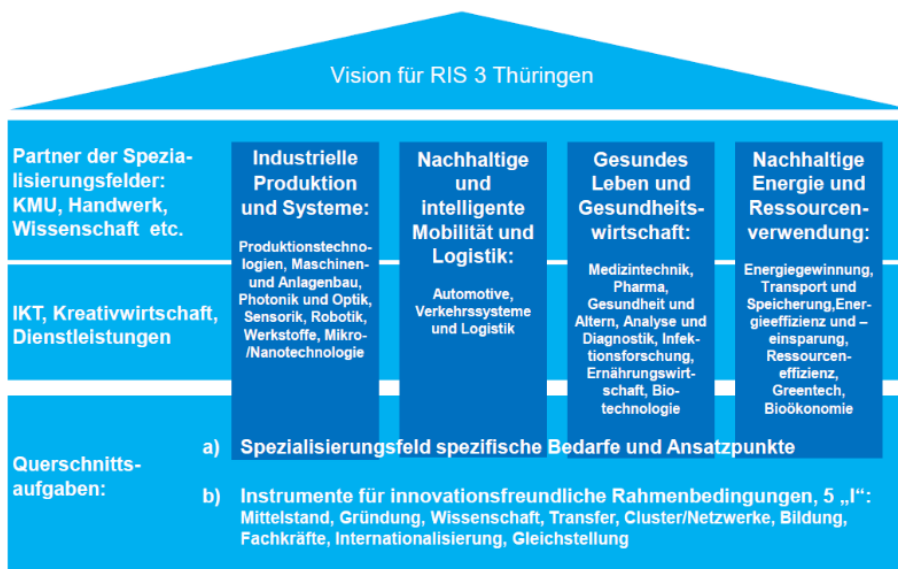 Vision für RIS 3 Thüringen
Partner der Spezia-
lisierungsfelder:
KMU, Handwerk,
Wissenschaft etc.
IKT, Kreativwirtschaft,
Dienstleistungen
Industrielle
Produktion
und Systeme:
Produktionstechno-
logien, Maschinen-
und Anlagenbau,
Photonik und Optik,
Sensorik, Robotik,
Werkstoffe, Mikro-
/Nanotechnologie
Nachhaltige
und
intelligente
Mobilität und
Logistik:
Automotive,
Verkehrssysteme
und Logistik
Gesundes
Leben und
Gesundheits-
wirtschaft:
Medizintechnik,
Pharma,
Gesundheit und
Altern, Analyse und
Diagnostik, Infek-
tionsforschung,
Ernährungswirt-
schaft, Bio-
technologie
Nachhaltige
Energie und
Ressourcen-
verwendung:
Energiegewinnung,
Transport und
Speicherung,Ener-
gieeffizienz und –
einsparung,
Ressourcen-
effizienz,
Greentech,
Bioökonomie
Querschnitts-
aufgaben:
a) Spezialisierungsfeld spezifische Bedarfe und Ansatzpunkte
b) Instrumente für innovationsfreundliche Rahmenbedingungen, 5 „I“:
Mittelstand, Gründung, Wissenschaft, Transfer, Cluster/Netzwerke, Bildung,
Fachkräfte, Internationalisierung, Gleichstellung